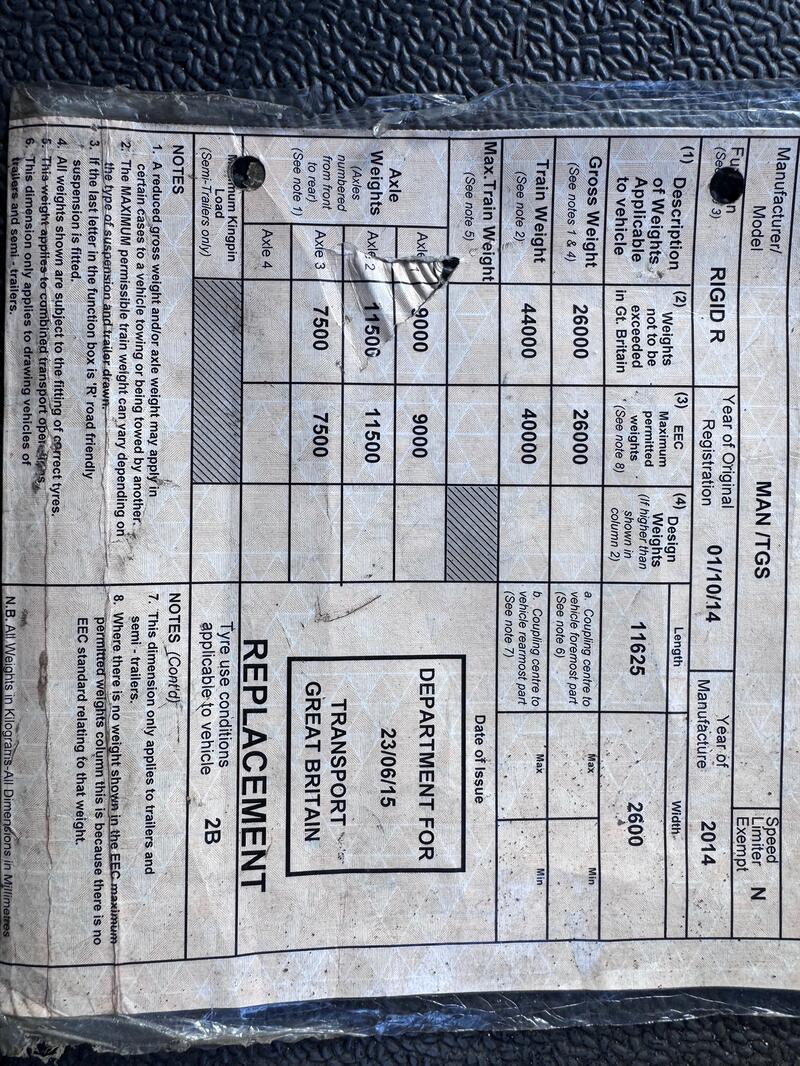 Manufacturer/
Model
MAN /TGS
Speed
Limiter N
Exempt
(See 3)
RIGID R
Year of Original
Registration
01/10/14
Year of
Manufacture
2014
(1) Description
of Weights
Applicable
to vehicle
(2) Weights
not to be
exceeded
in Gt. Britain
(3) EEC
Maximum
permitted
weights
(See note 8)
(4) Design
Weights
(If higher than
shown in
column 2)
Length
Width
11625
2600
Gross Weight
(See notes 1 & 4)
26000
26000
a. Coupling centre to
vehicle foremost part
(See note 6)
Max
Min
Train Weight
(See note 2)
44000
40000
b. Coupling centre to
vehicle rearmost part
(See note 7)
Max
Min
Max.Train Weight
(See note 5)
Date of Issue
Axle
Weights
(Axles
numbered
from front
to rear)
(See note 1)
9000
9000
Axle 2
11500
11500
Axle 3
7500
7500
Axle 4
DEPARTMENT FOR
23/06/15
TRANSPORT
GREAT BRITAIN
REPLACEMENT
Kingpin
Load
(Semi-Trailers only)
Tyre use conditions
applicable to vehicle
2B
NOTES
1. A reduced gross weight and/or axle weight may apply in
certain cases to a vehicle towing or being towed by another.
2. The MAXIMUM permissible train weight can vary depending on
the type of suspension and trailer drawn.
3. If the last letter in the function box is 'R' road friendly
suspension is fitted.
4. All weights shown are subject to the fitting of correct tyres.
5. This weight applies to combined transport operations.
6. This dimension only applies to drawing vehicles of
trailers and semi - trailers.
NOTES (Cont'd)
7. This dimension only applies to trailers and
semi - trailers.
8. Where there is no weight shown in the EEC maximum
permitted weights column this is because there is no
EEC standard relating to that weight.
N.B. All Weights in Kilograms-All Dimensions in Millimetres